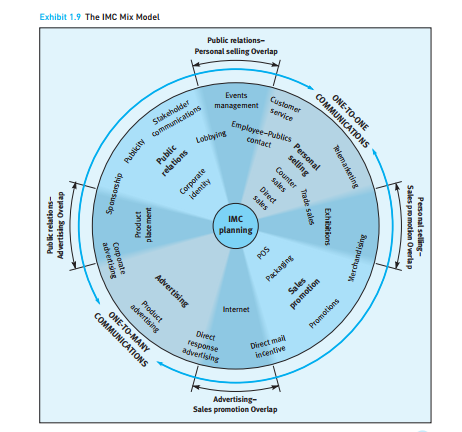 Exhibit 1.9 The IMC Mix Model
Public relations–
Personal selling Overlap
ONE-TO-ONE
COMMUNICATIONS
Personal selling–
Sales promotion Overlap
Advertising–
Sales promotion Overlap
ONE-TO-MANY
COMMUNICATIONS
Public relations–
Advertising Overlap
Events
management
Lobbying
Employee–Publics
contact
Customer
service
Personal
selling
Telemarketing
Counter
sales
Direct
sales
Trade sales
Exhibitions
Merchandising
POS
Packaging
Sales
promotion
Promotions
Direct mail
incentive
Internet
Direct
response
advertising
Advertising
Product
advertising
Corporate
advertising
Product
placement
Sponsorship
Publicity
Stakeholder
communications
Public
relations
Corporate
identity
IMC
planning